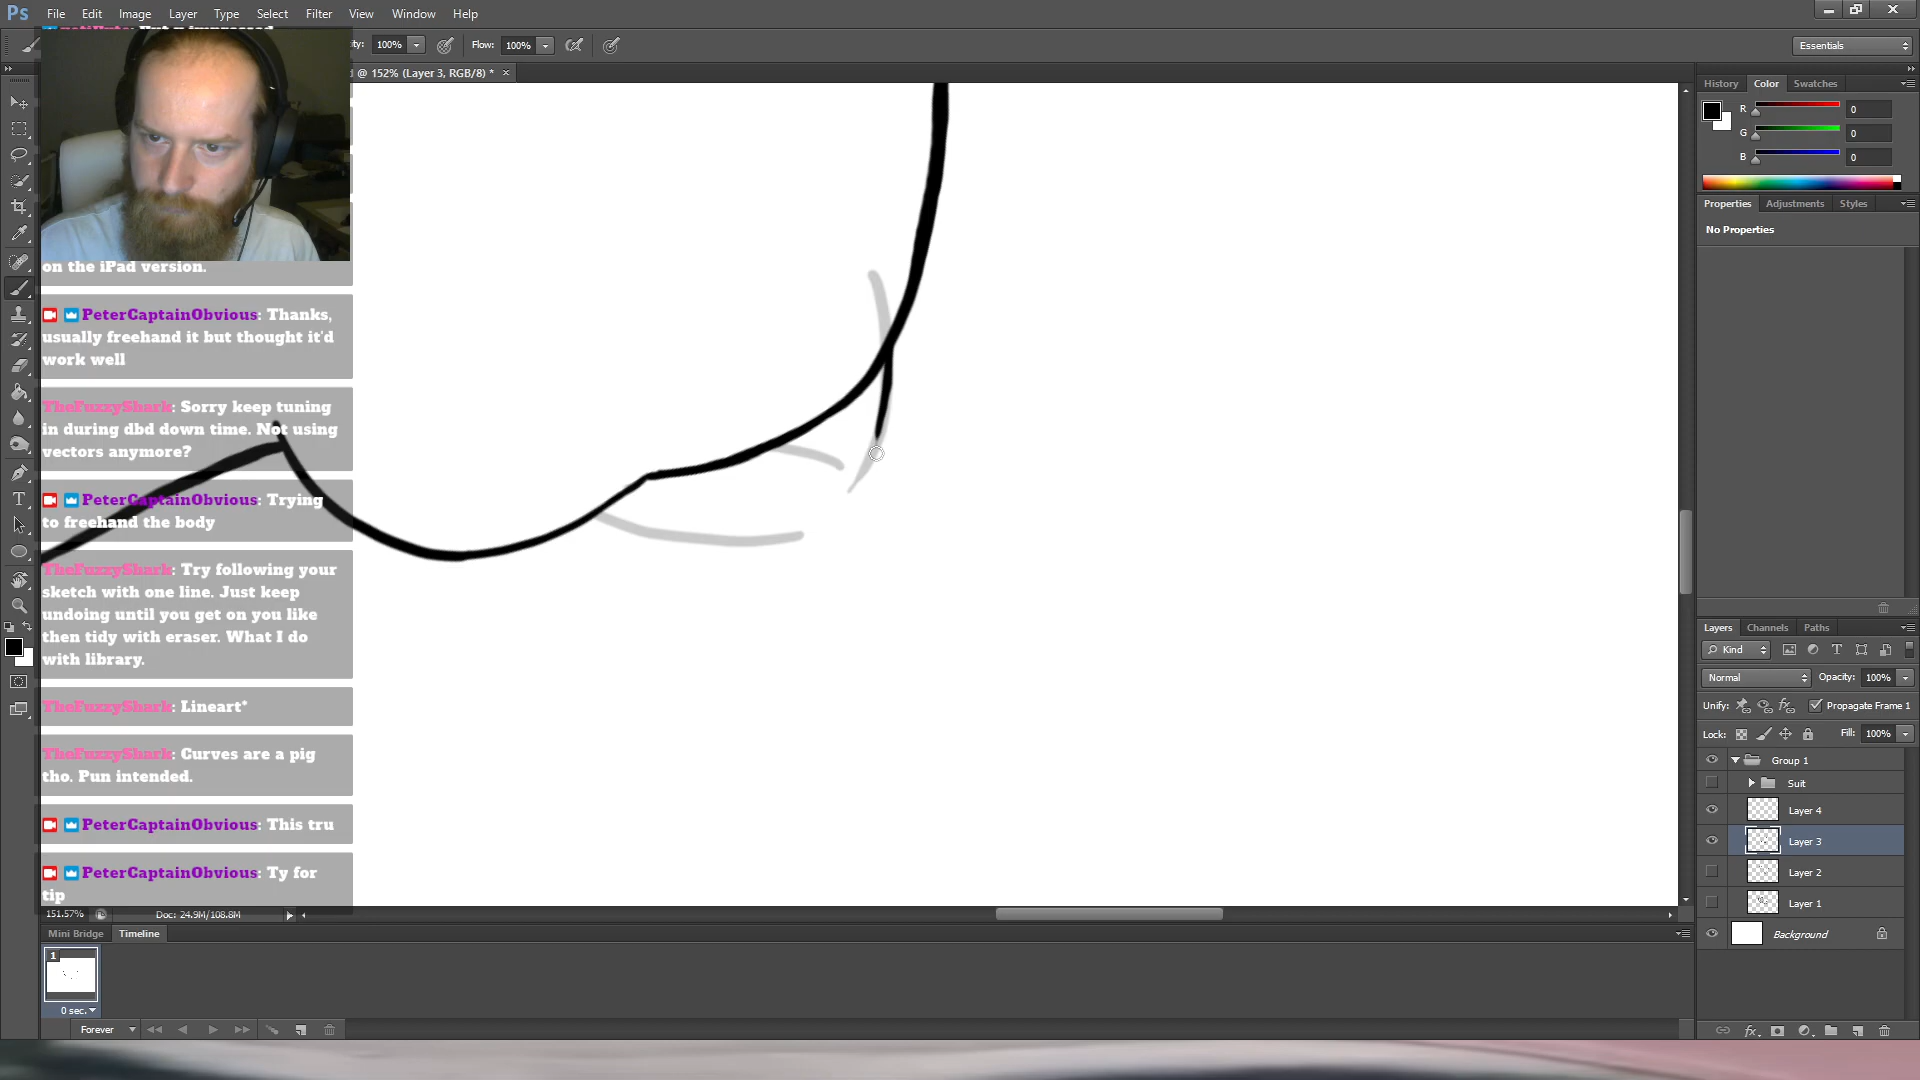 Ps File Edit Image Layer Type Select Filter View Window Help
100% Flow: 100% Essentials
@ 152% (Layer 3, RGB/8) * ×
History Color Swatches
R 0
G 0
B 0
Properties Adjustments Styles
No Properties
on the iPad version.
PeterCaptainObvious: Thanks,
usually freehand it but thought it'd
work well
TheFuzzyShark: Sorry keep tuning
in during dbd down time. Not using
vectors anymore?
PeterCaptainObvious: Trying
to freehand the body
TheFuzzyShark: Try following your
sketch with one line. Just keep
undoing until you get on you like
then tidy with eraser. What I do
with library.
TheFuzzyShark: Lineart*
TheFuzzyShark: Curves are a pig
tho. Pun intended.
PeterCaptainObvious: This tru
PeterCaptainObvious: Ty for
tip
Layers Channels Paths
Kind
Normal Opacity: 100%
Unify: Propagate Frame 1
Lock: Fill: 100%
Group 1
Suit
Layer 4
Layer 3
Layer 2
Layer 1
Background
151.57% Doc: 24.9M/108.8M
Mini Bridge Timeline
1
0 sec.
Forever